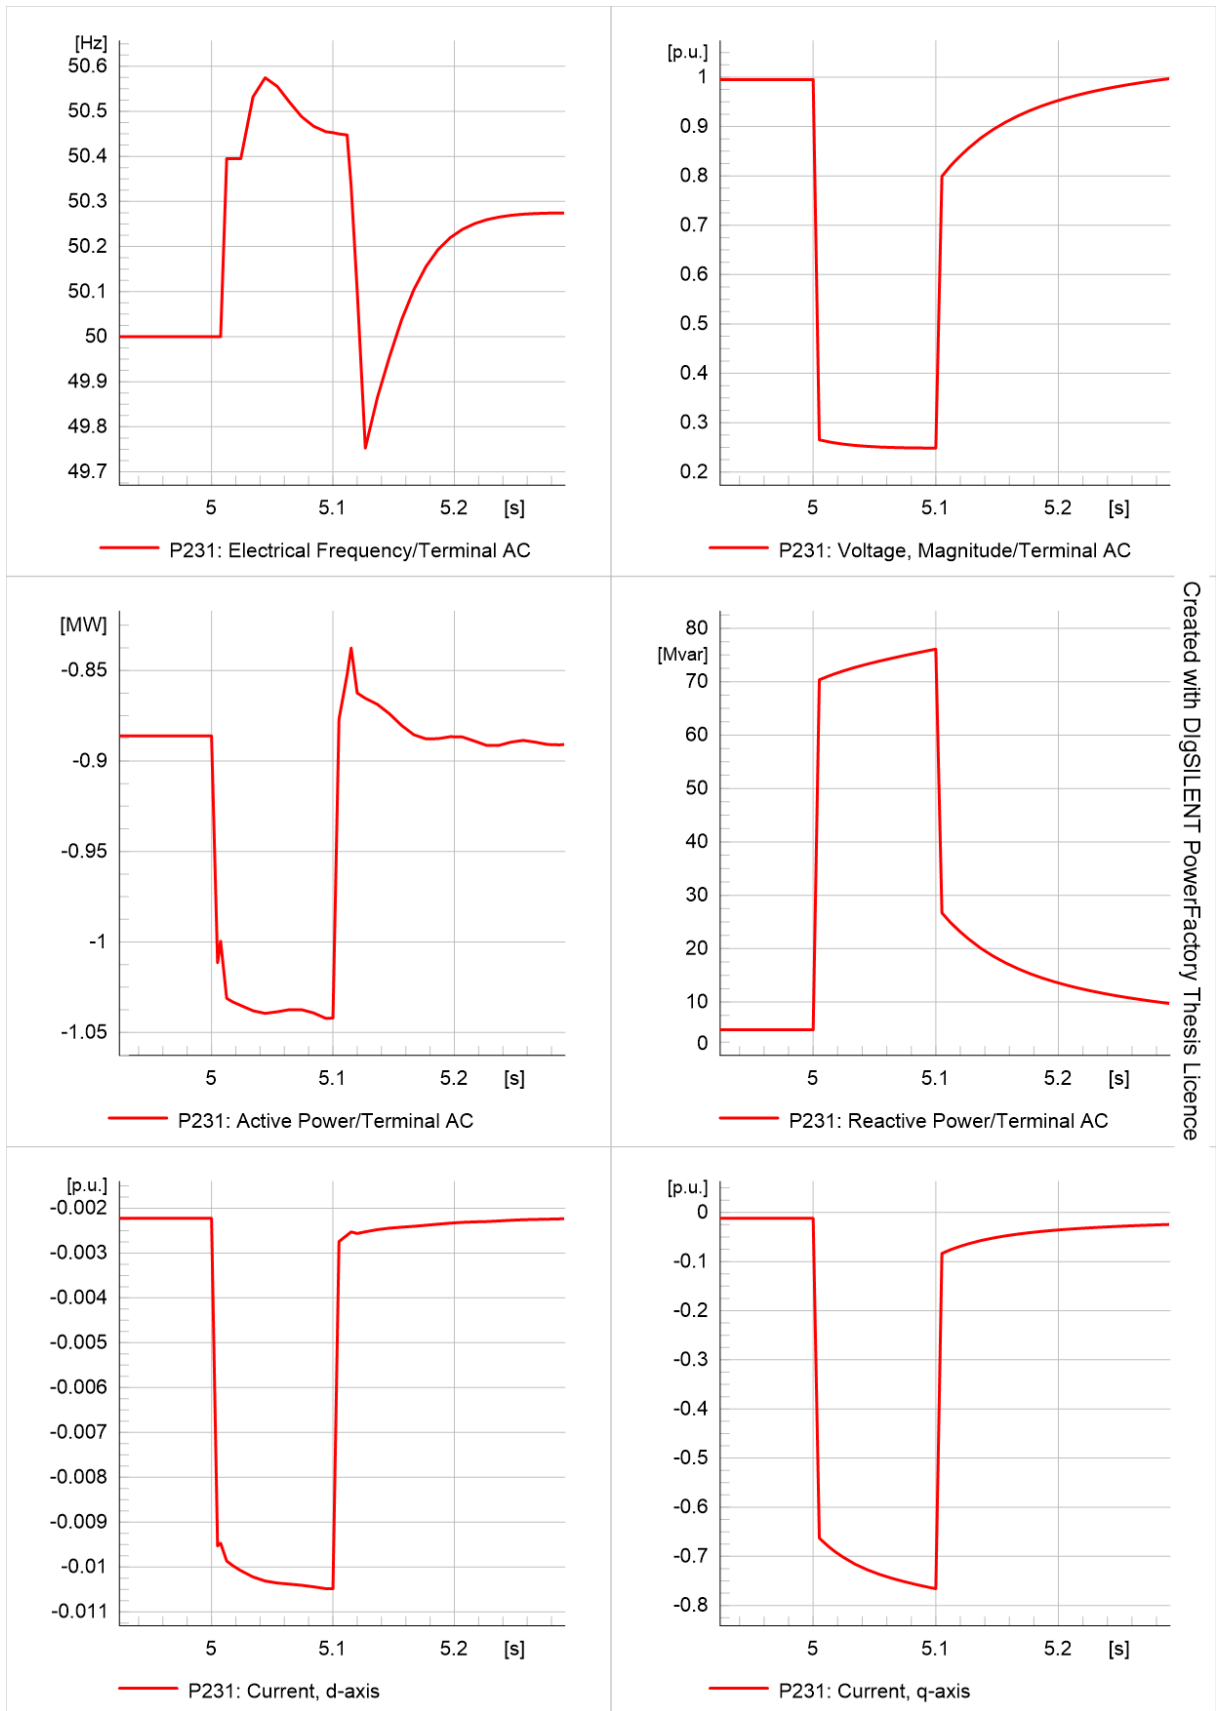 [Hz]
50.6
50.5
50.4
50.3
50.2
50.1
50
49.9
49.8
49.7
5 5.1 5.2 [s]
P231: Electrical Frequency/Terminal AC
[p.u.]
1
0.9
0.8
0.7
0.6
0.5
0.4
0.3
0.2
5 5.1 5.2 [s]
P231: Voltage, Magnitude/Terminal AC
[MW]
-0.85
-0.9
-0.95
-1
-1.05
5 5.1 5.2 [s]
P231: Active Power/Terminal AC
80
[Mvar]
70
60
50
40
30
20
10
0
5 5.1 5.2 [s]
P231: Reactive Power/Terminal AC
Created with DIgSILENT PowerFactory Thesis Licence
[p.u.]
-0.002
-0.003
-0.004
-0.005
-0.006
-0.007
-0.008
-0.009
-0.01
-0.011
5 5.1 5.2 [s]
P231: Current, d-axis
[p.u.]
0
-0.1
-0.2
-0.3
-0.4
-0.5
-0.6
-0.7
-0.8
5 5.1 5.2 [s]
P231: Current, q-axis